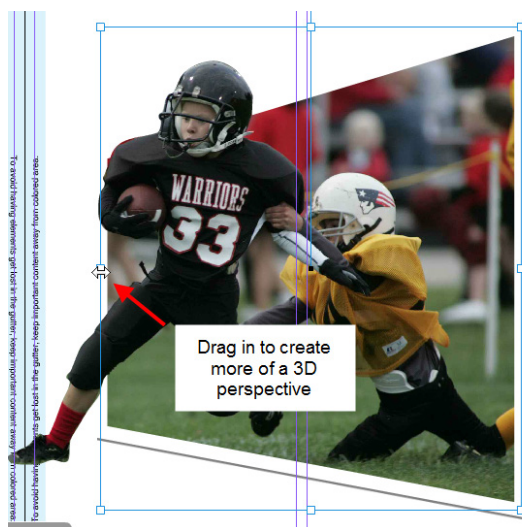 To avoid having elements get lost in the gutter, keep important content away from colored area.
To avoid having elements get lost in the gutter, keep important content away from colored area.
WARRIORS
33
Drag in to create
more of a 3D
perspective